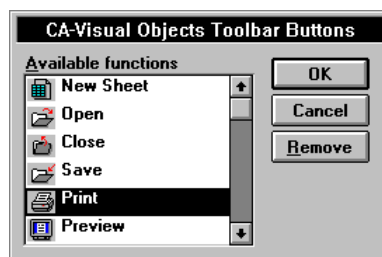 CA-Visual Objects Toolbar Buttons
Available functions
New Sheet
Open
Close
Save
Print
Preview
OK
Cancel
Remove